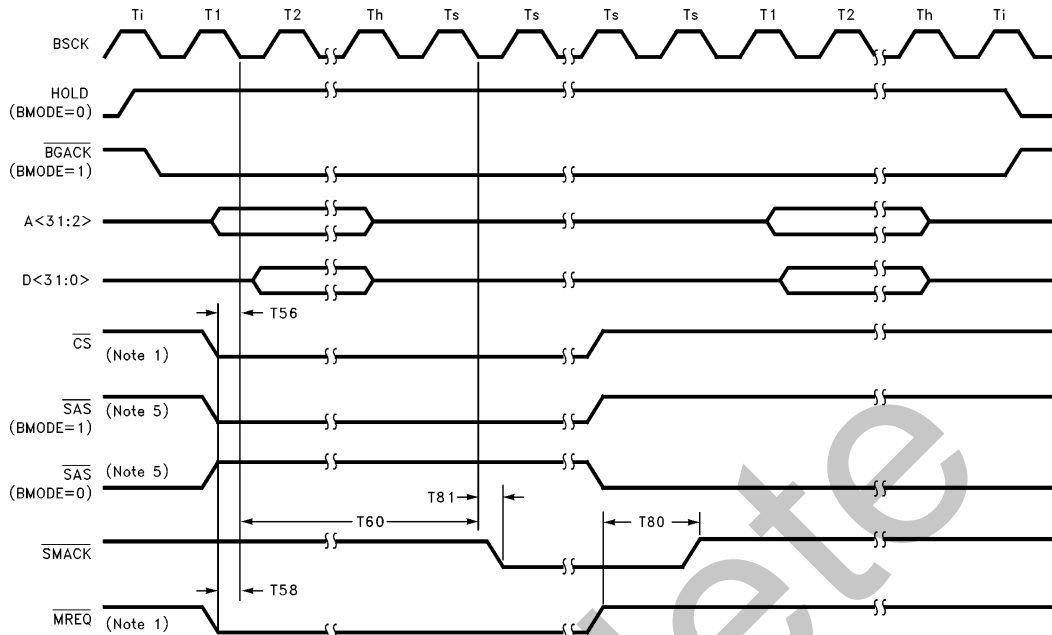 Ti T1 T2 Th Ts Ts Ts Ts T1 T2 Th Ti
BSCK
HOLD
(BMODE=0)
BGACK
(BMODE=1)
A<31:2>
D<31:0>
T56
CS (Note 1)
SAS (Note 5)
(BMODE=1)
SAS (Note 5)
(BMODE=0)
T81
T60
T80
SMACK
T58
MREQ (Note 1)